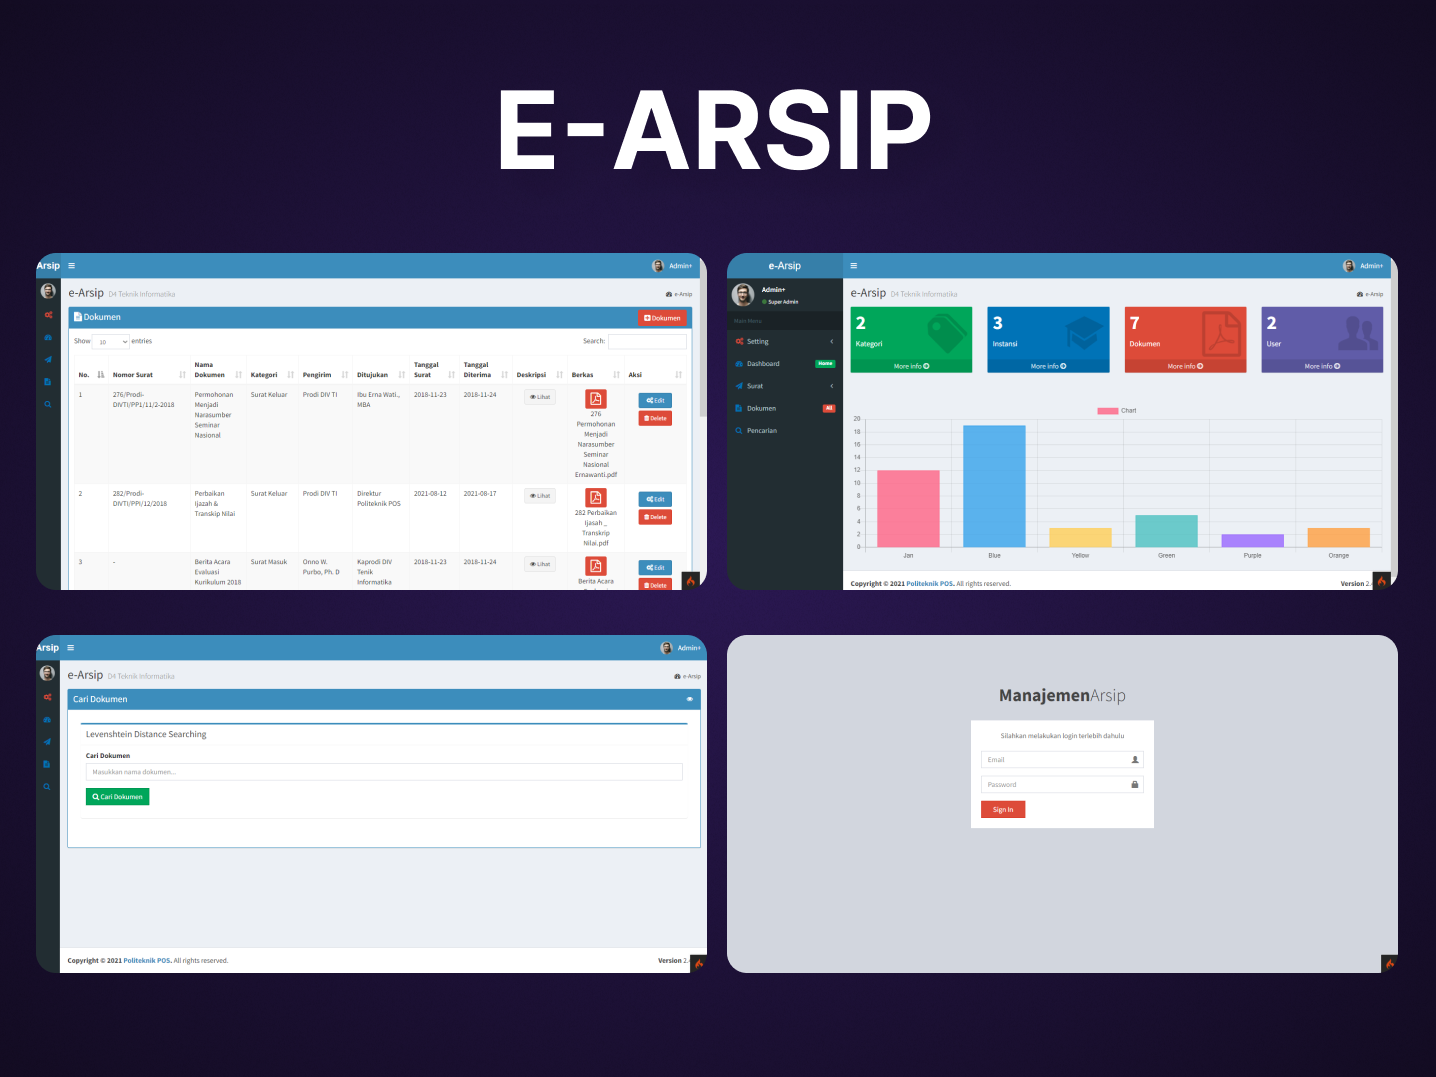 E-ARSIP
Arsip
Admin+
e-Arsip D4 Teknik Informatika
e-Arsip
Dokumen
Dokumen
Show 10 entries
Search:
No. Nomor Surat Nama Dokumen Kategori Pengirim Ditujukan Tanggal Surat Tanggal Diterima Deskripsi Berkas Aksi
1 276/Prodi-DIVTI/PP1/11/2-2018 Permohonan Menjadi Narasumber Seminar Nasional Surat Keluar Prodi DIV TI Ibu Erna Wati., MBA 2018-11-23 2018-11-24 Lihat 276 Permohonan Menjadi Narasumber Seminar Nasional Ernawanti.pdf Edit Delete
2 282/Prodi-DIVTI/PPI/12/2018 Perbaikan Ijazah & Transkip Nilai Surat Keluar Prodi DIV TI Direktur Politeknik POS 2021-08-12 2021-08-17 Lihat 282 Perbaikan Ijasah _ Transkrip Nilai.pdf Edit Delete
3 - Berita Acara Evaluasi Kurikulum 2018 Surat Masuk Onno W. Purbo, Ph. D Kaprodi DIV Tenik Informatika 2018-11-23 2018-11-24 Lihat Berita Acara Edit Delete
e-Arsip
Admin+
Admin+
Super Admin
Main Menu
Setting
Dashboard Home
Surat
Dokumen All
Pencarian
e-Arsip D4 Teknik Informatika
e-Arsip
2 3 7 2
Kategori Instansi Dokumen User
More info More info More info More info
Chart
20
18
16
14
12
10
8
6
4
2
0
Jan Blue Yellow Green Purple Orange
Copyright © 2021 Politeknik POS. All rights reserved.
Version 2.
Arsip
Admin+
e-Arsip D4 Teknik Informatika
e-Arsip
Cari Dokumen
Levenshtein Distance Searching
Cari Dokumen
Masukkan nama dokumen...
Cari Dokumen
Copyright © 2021 Politeknik POS. All rights reserved.
Version 2.
ManajemenArsip
Silahkan melakukan login terlebih dahulu
Email
Password
Sign In